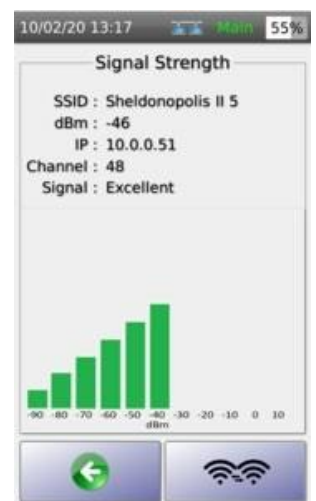 10/02/20 13:17 Main 55%
Signal Strength
SSID : Sheldonopolis II 5
dBm : -46
IP : 10.0.0.51
Channel : 48
Signal : Excellent
-90 -80 -70 -60 -50 -40 -30 -20 -10 0 10
dBm